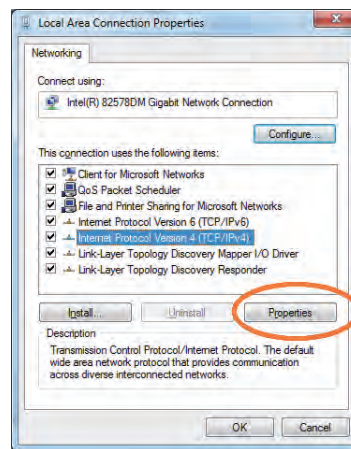 Local Area Connection Properties
Networking
Connect using:
Intel(R) 82578DM Gigabit Network Connection
Configure...
This connection uses the following items:
Client for Microsoft Networks
QoS Packet Scheduler
File and Printer Sharing for Microsoft Networks
Internet Protocol Version 6 (TCP/IPv6)
Internet Protocol Version 4 (TCP/IPv4)
Link-Layer Topology Discovery Mapper I/O Driver
Link-Layer Topology Discovery Responder
Install...
Uninstall
Properties
Description
Transmission Control Protocol/Internet Protocol. The default
wide area network protocol that provides communication
across diverse interconnected networks.
OK
Cancel